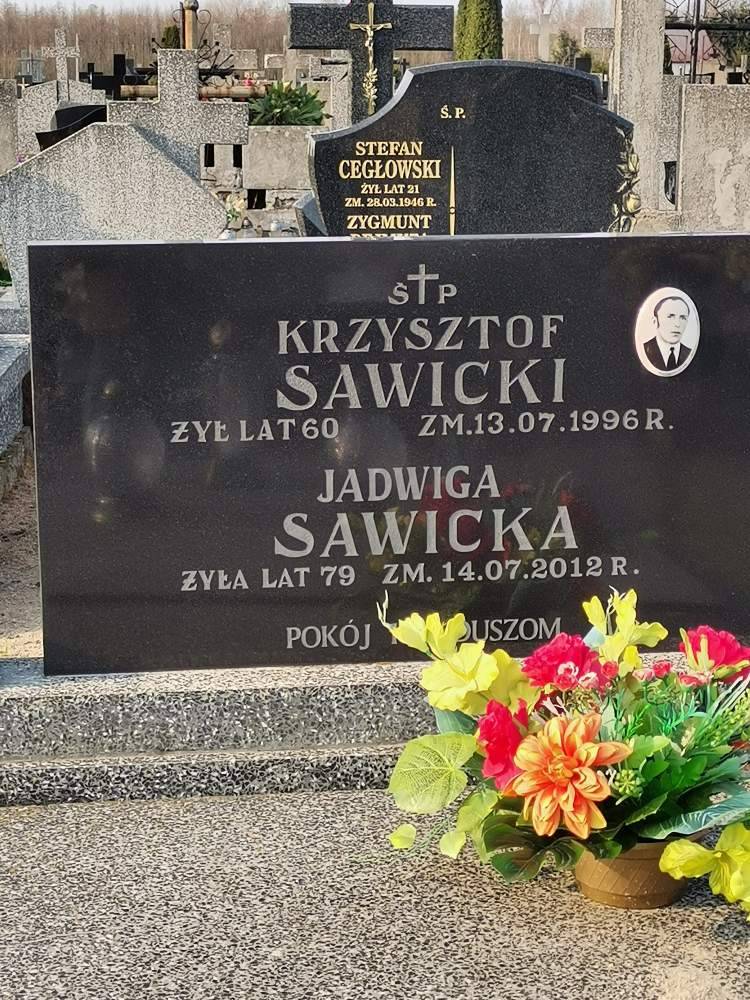 Ś. P.
STEFAN
CEGŁOWSKI
ŻYŁ LAT 21
ZM. 28.03.1946 R.
ZYGMUNT
Ś P
KRZYSZTOF
SAWICKI
ŻYŁ LAT 60 ZM. 13.07.1996 R.
JADWIGA
SAWICKA
ŻYŁA LAT 79 ZM. 14.07.2012 R.
POKÓJ DUSZOM